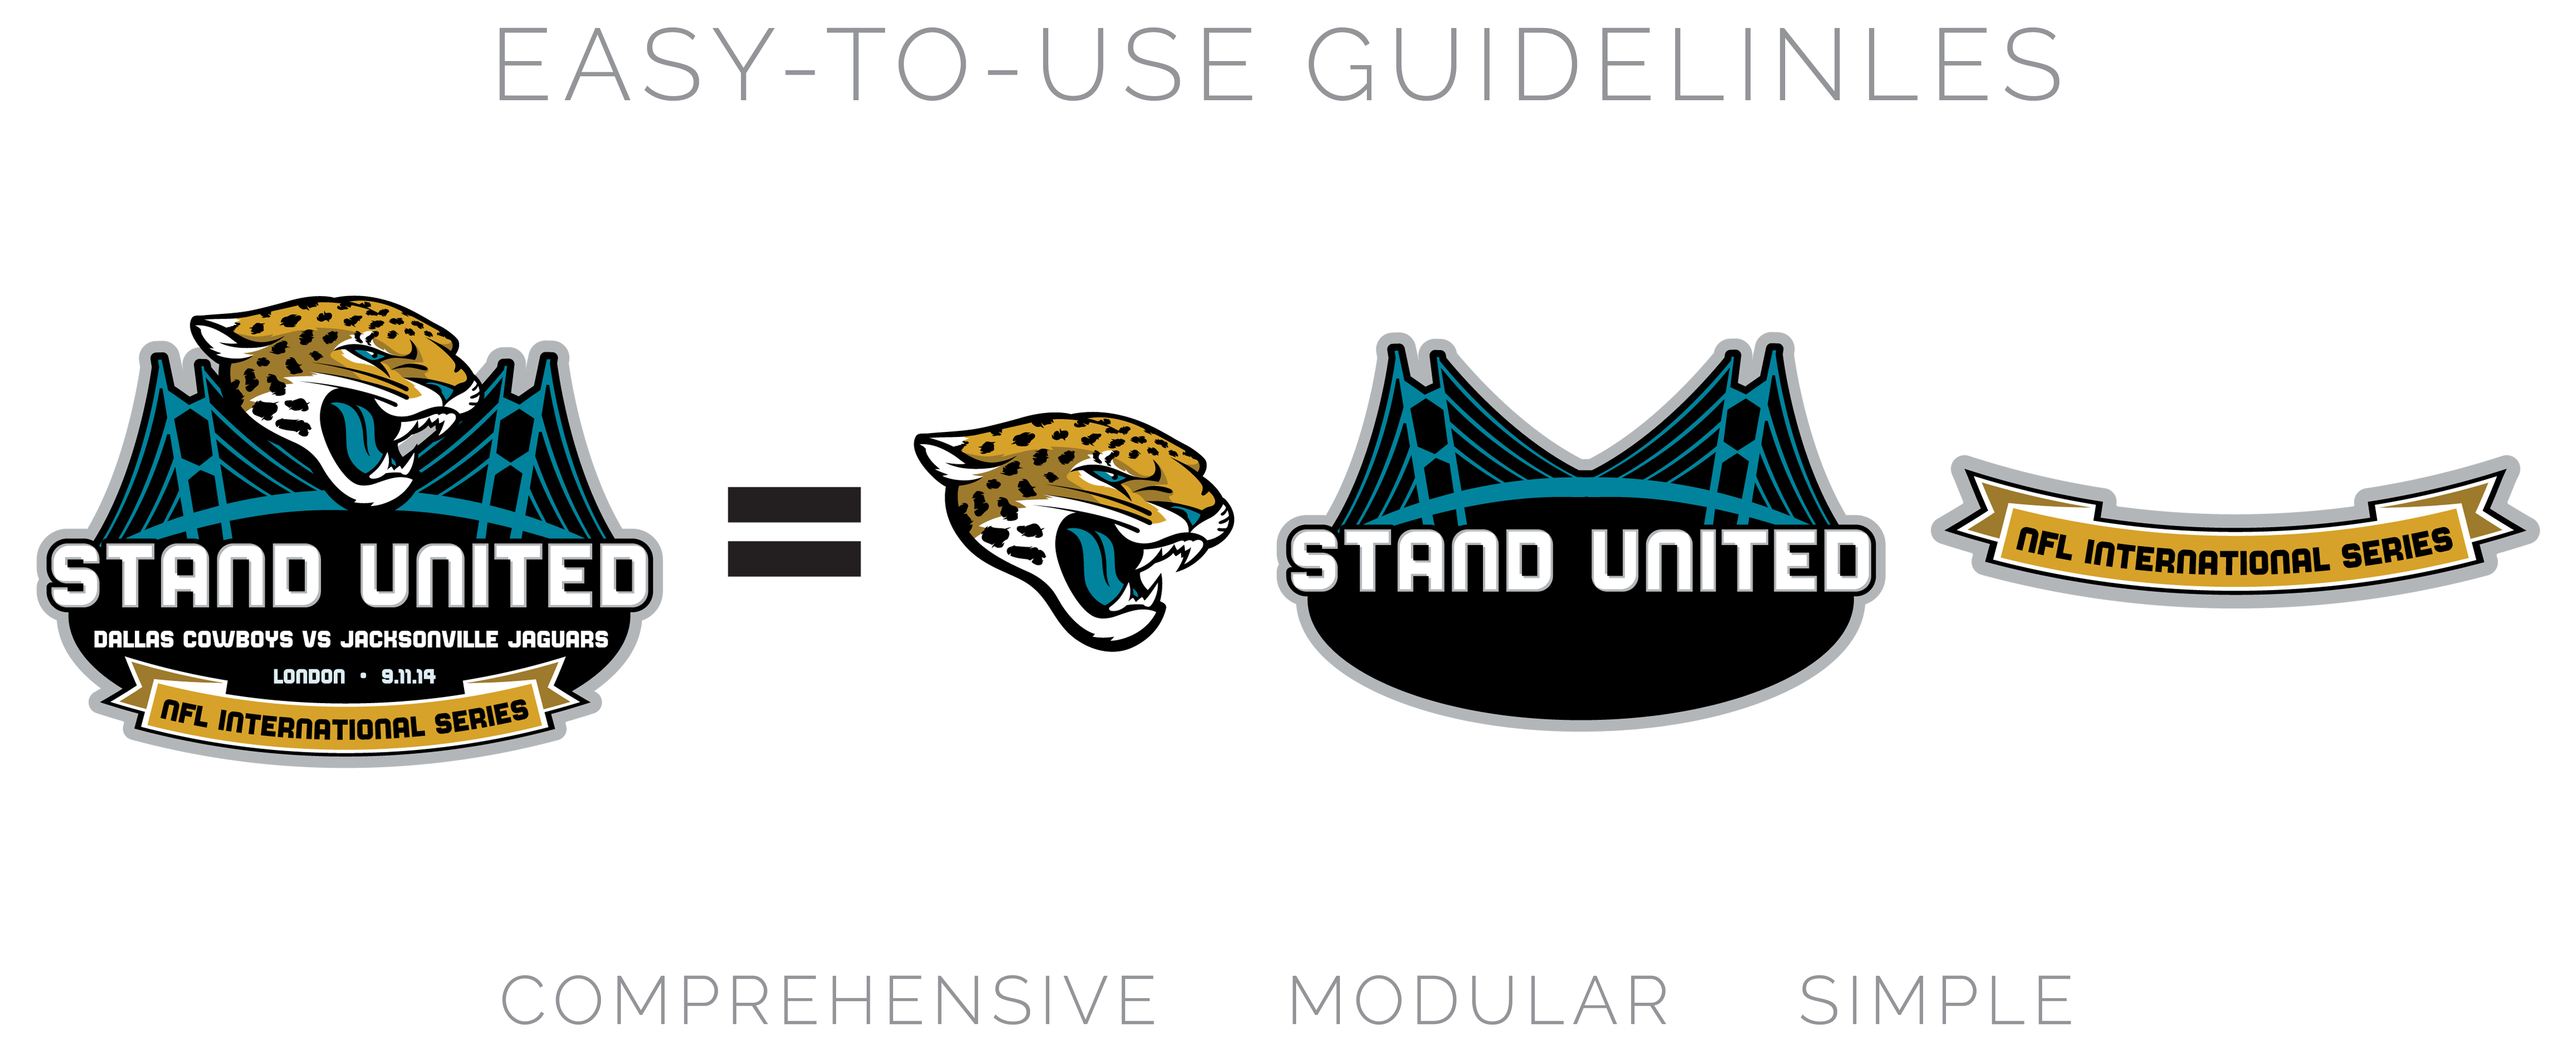 EASY-TO-USE GUIDELINLES
STAND UNITED
DALLAS COWBOYS VS JACKSONVILLE JAGUARS
LONDON • 9.11.14
NFL INTERNATIONAL SERIES
STAND UNITED
NFL INTERNATIONAL SERIES
COMPREHENSIVE MODULAR SIMPLE